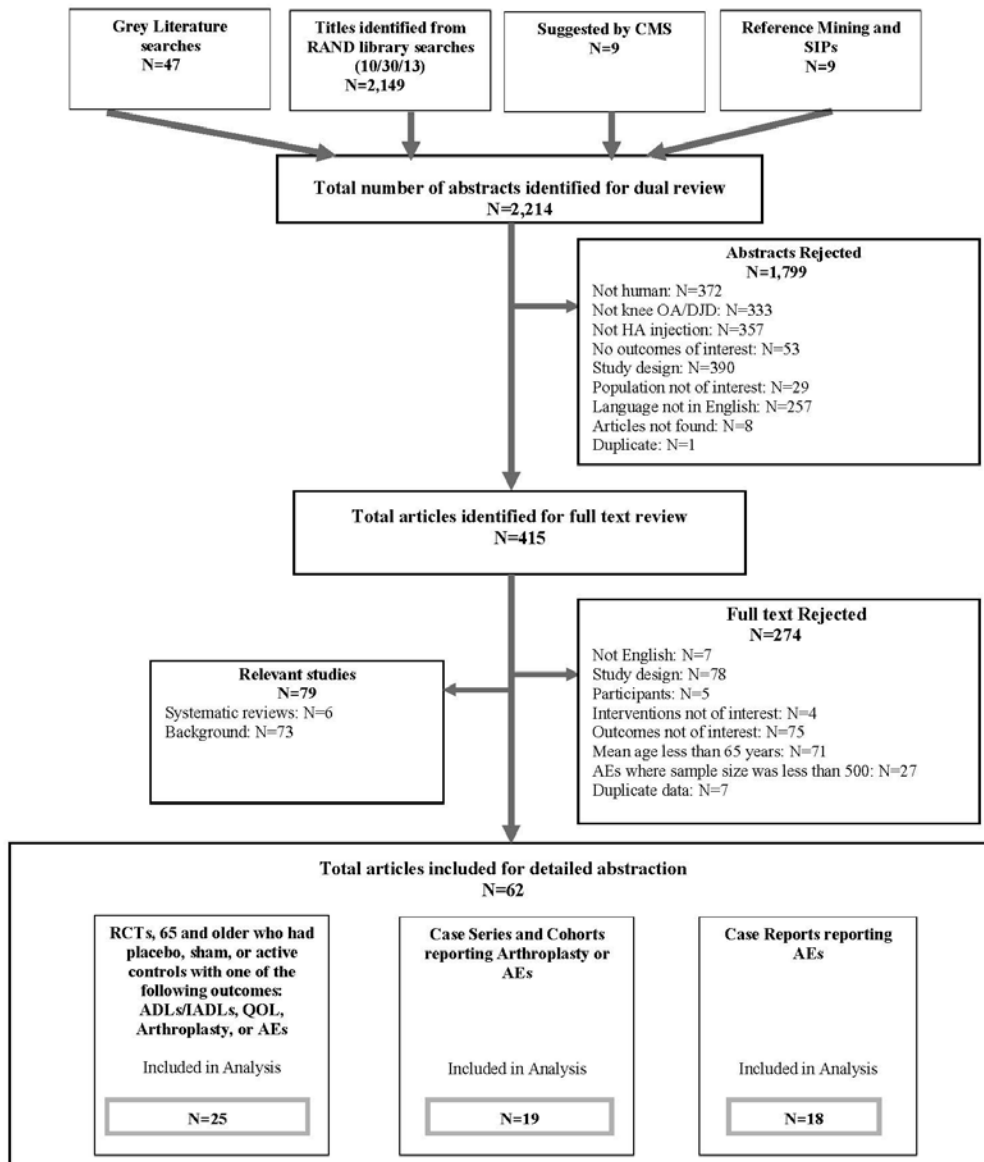 Grey Literature
searches
N=47
Titles identified from
RAND library searches
(10/30/13)
N=2,149
Suggested by CMS
N=9
Reference Mining and
SIPs
N=9
Total number of abstracts identified for dual review
N=2,214
Abstracts Rejected
N=1,799
Not human: N=372
Not knee OA/DJD: N=333
Not HA injection: N=357
No outcomes of interest: N=53
Study design: N=390
Population not of interest: N=29
Language not in English: N=257
Articles not found: N=8
Duplicate: N=1
Total articles identified for full text review
N=415
Full text Rejected
N=274
Not English: N=7
Study design: N=78
Participants: N=5
Interventions not of interest: N=4
Outcomes not of interest: N=75
Mean age less than 65 years: N=71
AEs where sample size was less than 500: N=27
Duplicate data: N=7
Relevant studies
N=79
Systematic reviews: N=6
Background: N=73
Total articles included for detailed abstraction
N=62
RCTs, 65 and older who had
placebo, sham, or active
controls with one of the
following outcomes:
ADLs/IADLs, QOL,
Arthroplasty, or AEs
Included in Analysis
N=25
Case Series and Cohorts
reporting Arthroplasty or
AEs
Included in Analysis
N=19
Case Reports reporting
AEs
Included in Analysis
N=18